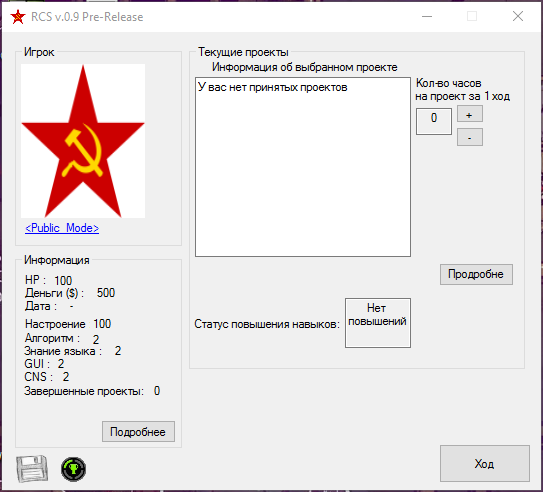 RCS v.0.9 Pre-Release
Игрок
<Public_Mode>
Информация
HP : 100
Деньги ($) : 500
Дата : -
Настроение 100
Алгоритм : 2
Знание языка : 2
GUI : 2
CNS : 2
Завершенные проекты: 0
Подробнее
Текущие проекты
Информация об выбранном проекте
У вас нет принятых проектов
Кол-во часов
на проект за 1 ход
0
+
-
Продробне
Статус повышения навыков:
Нет
повышений
Ход